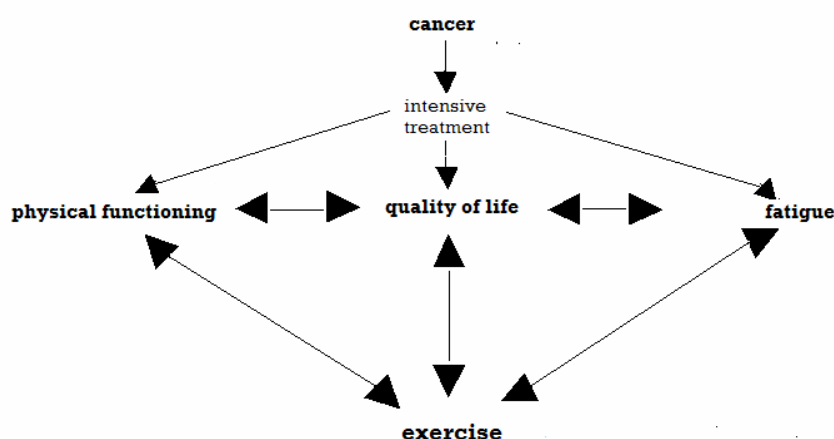 cancer
intensive
treatment
physical functioning
quality of life
fatigue
exercise